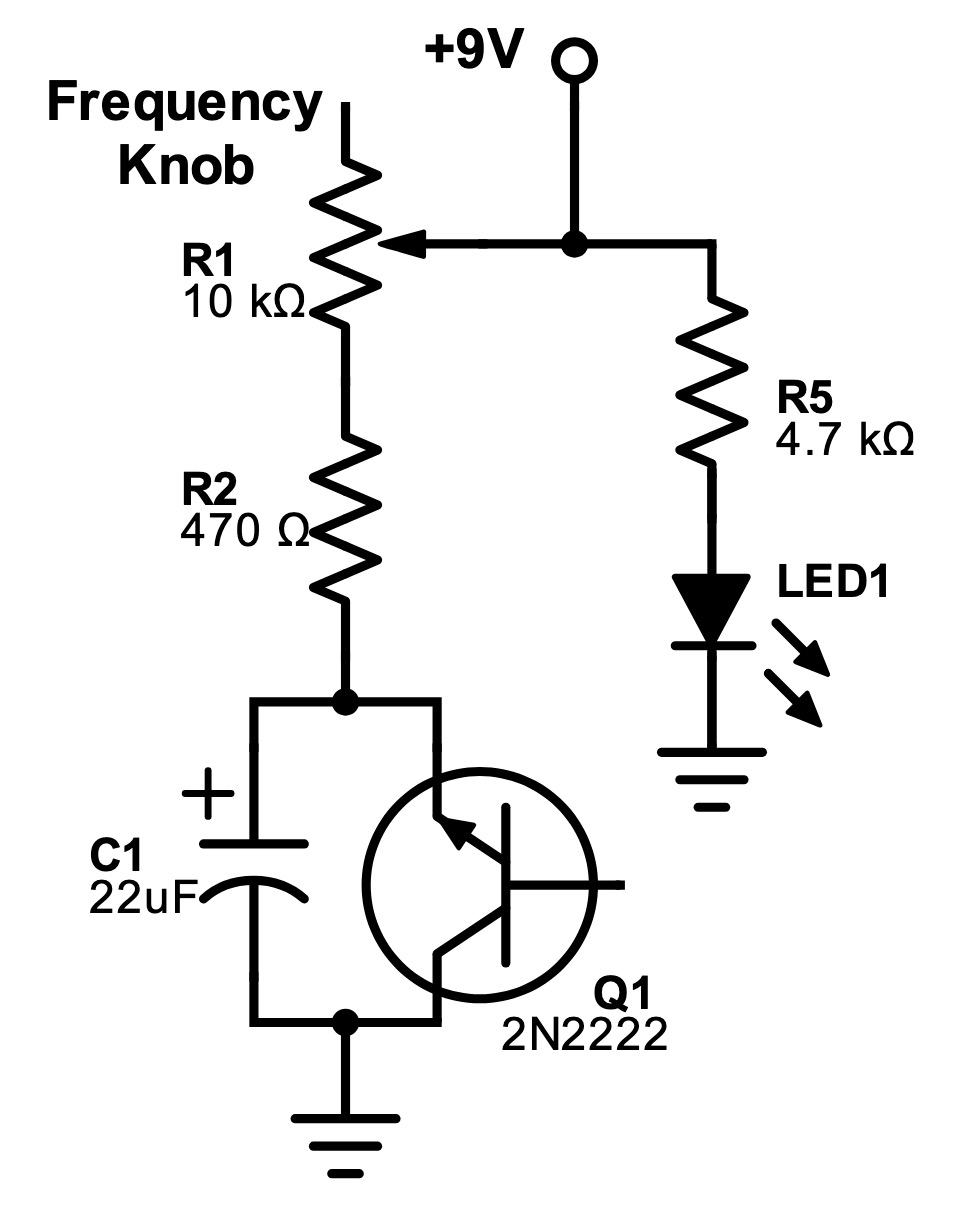 +9V
Frequency
Knob
R1
10 kΩ
R5
4.7 kΩ
R2
470 Ω
LED1
+
C1
22uF
Q1
2N2222